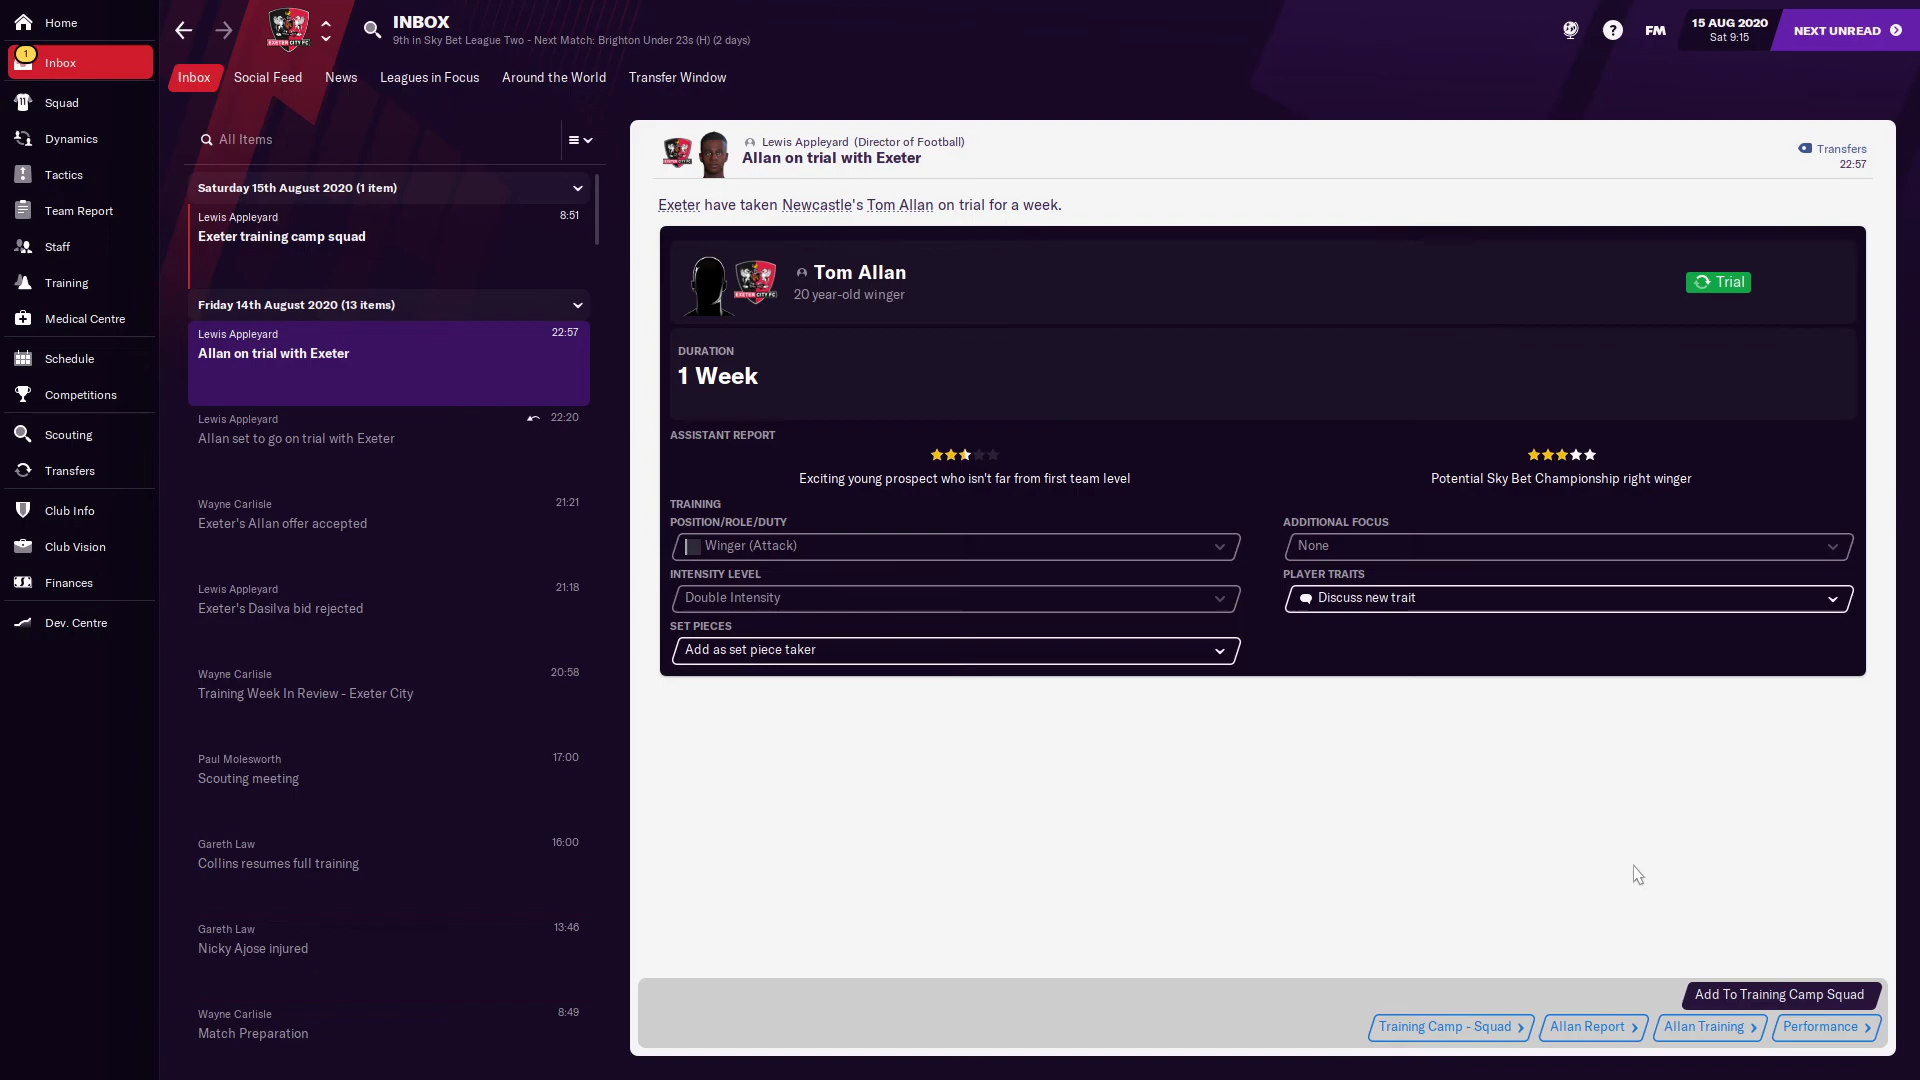 Home
1
Inbox
Squad
Dynamics
Tactics
Team Report
Staff
Training
Medical Centre
Schedule
Competitions
Scouting
Transfers
Club Info
Club Vision
Finances
Dev. Centre
EXETER CITY FC
INBOX
9th in Sky Bet League Two - Next Match: Brighton Under 23s (H) (2 days)
FM
15 AUG 2020
Sat 9:15
NEXT UNREAD
Inbox
Social Feed
News
Leagues in Focus
Around the World
Transfer Window
All Items
Saturday 15th August 2020 (1 item)
Lewis Appleyard 8:51
Exeter training camp squad
Friday 14th August 2020 (13 items)
Lewis Appleyard 22:57
Allan on trial with Exeter
Lewis Appleyard 22:20
Allan set to go on trial with Exeter
Wayne Carlisle 21:21
Exeter's Allan offer accepted
Lewis Appleyard 21:18
Exeter's Dasilva bid rejected
Wayne Carlisle 20:58
Training Week In Review - Exeter City
Paul Molesworth 17:00
Scouting meeting
Gareth Law 16:00
Collins resumes full training
Gareth Law 13:46
Nicky Ajose injured
Wayne Carlisle 8:49
Match Preparation
Lewis Appleyard (Director of Football)
Allan on trial with Exeter
Transfers
22:57
Exeter have taken Newcastle's Tom Allan on trial for a week.
EXETER CITY FC
Tom Allan
20 year-old winger
Trial
DURATION
1 Week
ASSISTANT REPORT
Exciting young prospect who isn't far from first team level
Potential Sky Bet Championship right winger
TRAINING
POSITION/ROLE/DUTY
Winger (Attack)
ADDITIONAL FOCUS
None
INTENSITY LEVEL
Double Intensity
PLAYER TRAITS
Discuss new trait
SET PIECES
Add as set piece taker
Add To Training Camp Squad
Training Camp - Squad
Allan Report
Allan Training
Performance